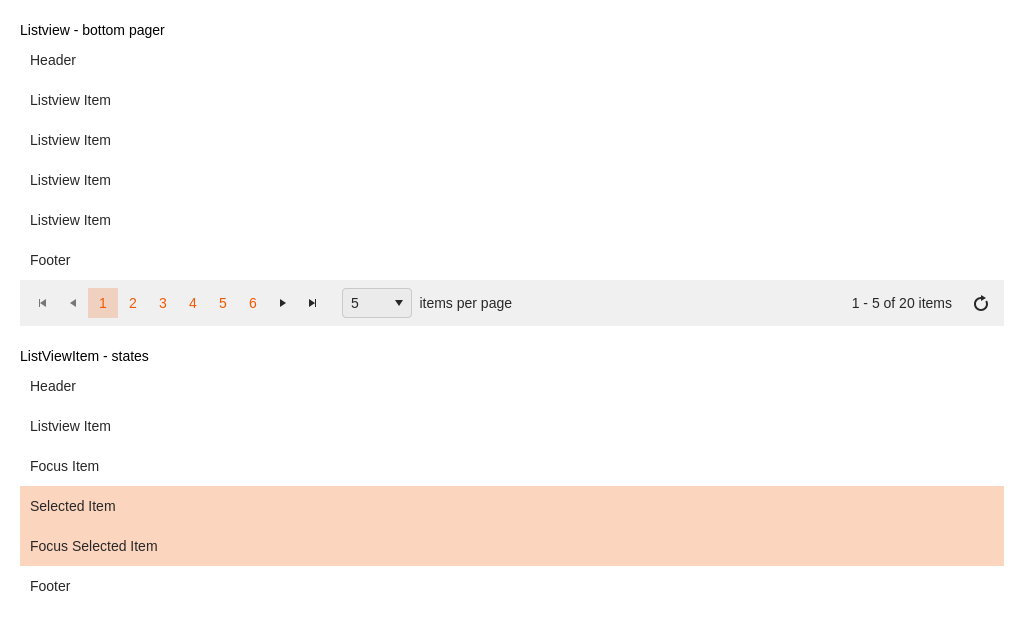 Listview - bottom pager
Header
Listview Item
Listview Item
Listview Item
Listview Item
Footer
1 2 3 4 5 6 5 items per page 1 - 5 of 20 items
ListViewItem - states
Header
Listview Item
Focus Item
Selected Item
Focus Selected Item
Footer